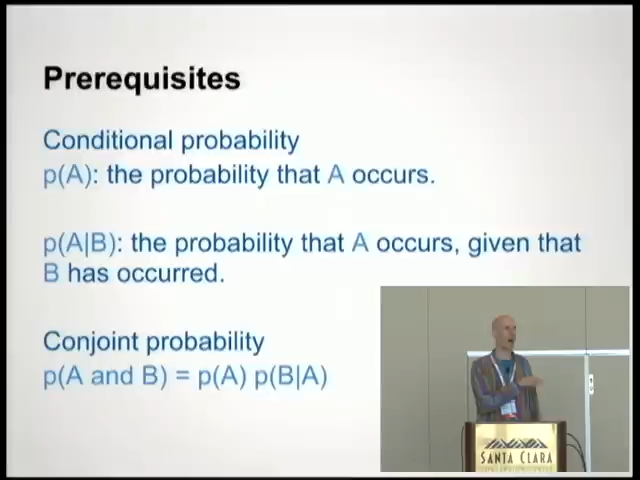 Prerequisites
Conditional probability
p(A): the probability that A occurs.
p(A|B): the probability that A occurs, given that
B has occurred.
Conjoint probability
p(A and B) = p(A) p(B|A)
SANTA CLARA